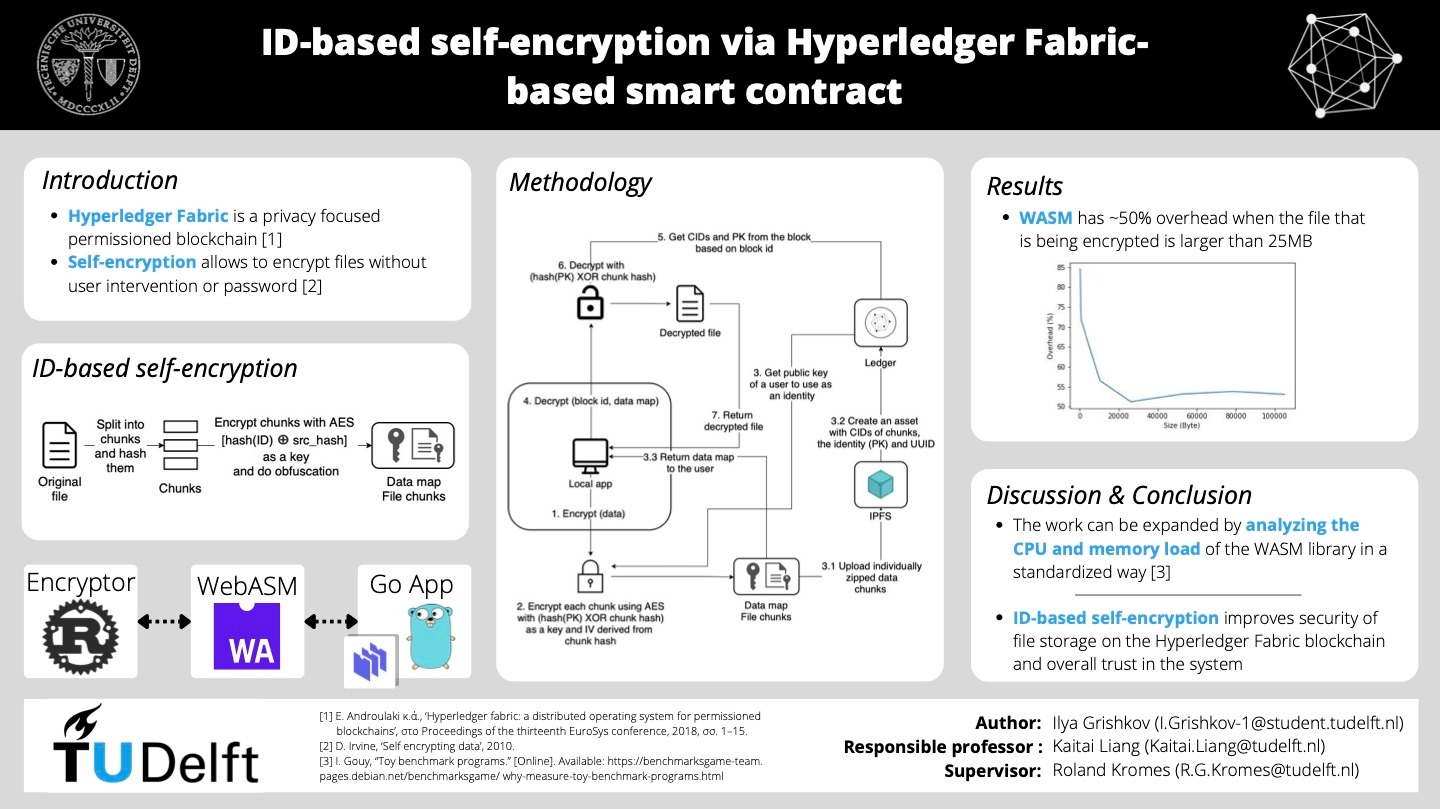 TECHNISCHE UNIVERSITEIT DELFT
MDCCCXLII
ID-based self-encryption via Hyperledger Fabric-
based smart contract
Introduction
• Hyperledger Fabric is a privacy focused
permissioned blockchain [1]
• Self-encryption allows to encrypt files without
user intervention or password [2]
ID-based self-encryption
Original
file
Split into
chunks
and hash
them
Chunks
Encrypt chunks with AES
[hash(ID) ⊕ src_hash]
as a key
and do obfuscation
Data map
File chunks
Encryptor
R
WebASM
WA
Go App
Methodology
5. Get CIDs and PK from the block
based on block id
6. Decrypt with
(hash(PK) XOR chunk hash)
Decrypted file
Ledger
3. Get public key
of a user to use as
an identity
4. Decrypt (block id, data map)
7. Return
decrypted file
3.2 Create an asset
with CIDs of chunks,
the identity (PK) and UUID
3.3 Return data map
to the user
Local app
IPFS
1. Encrypt (data)
3.1 Upload individually
zipped data
chunks
2. Encrypt each chunk using AES
with (hash(PK) XOR chunk hash)
as a key and IV derived from
chunk hash
Data map
File chunks
Results
• WASM has ~50% overhead when the file that
is being encrypted is larger than 25MB
Overhead (%)
85
80
75
70
65
60
55
50
0 20000 40000 60000 80000 100000
Size (Byte)
Discussion & Conclusion
• The work can be expanded by analyzing the
CPU and memory load of the WASM library in a
standardized way [3]
• ID-based self-encryption improves security of
file storage on the Hyperledger Fabric blockchain
and overall trust in the system
TU Delft
[1] E. Androulaki κ.ά., ‘Hyperledger fabric: a distributed operating system for permissioned
blockchains’, στο Proceedings of the thirteenth EuroSys conference, 2018, σσ. 1–15.
[2] D. Irvine, ‘Self encrypting data’, 2010.
[3] I. Gouy, “Toy benchmark programs.” [Online]. Available: https://benchmarksgame-team.
pages.debian.net/benchmarksgame/ why-measure-toy-benchmark-programs.html
Author: Ilya Grishkov (I.Grishkov-1@student.tudelft.nl)
Responsible professor : Kaitai Liang (Kaitai.Liang@tudelft.nl)
Supervisor: Roland Kromes (R.G.Kromes@tudelft.nl)